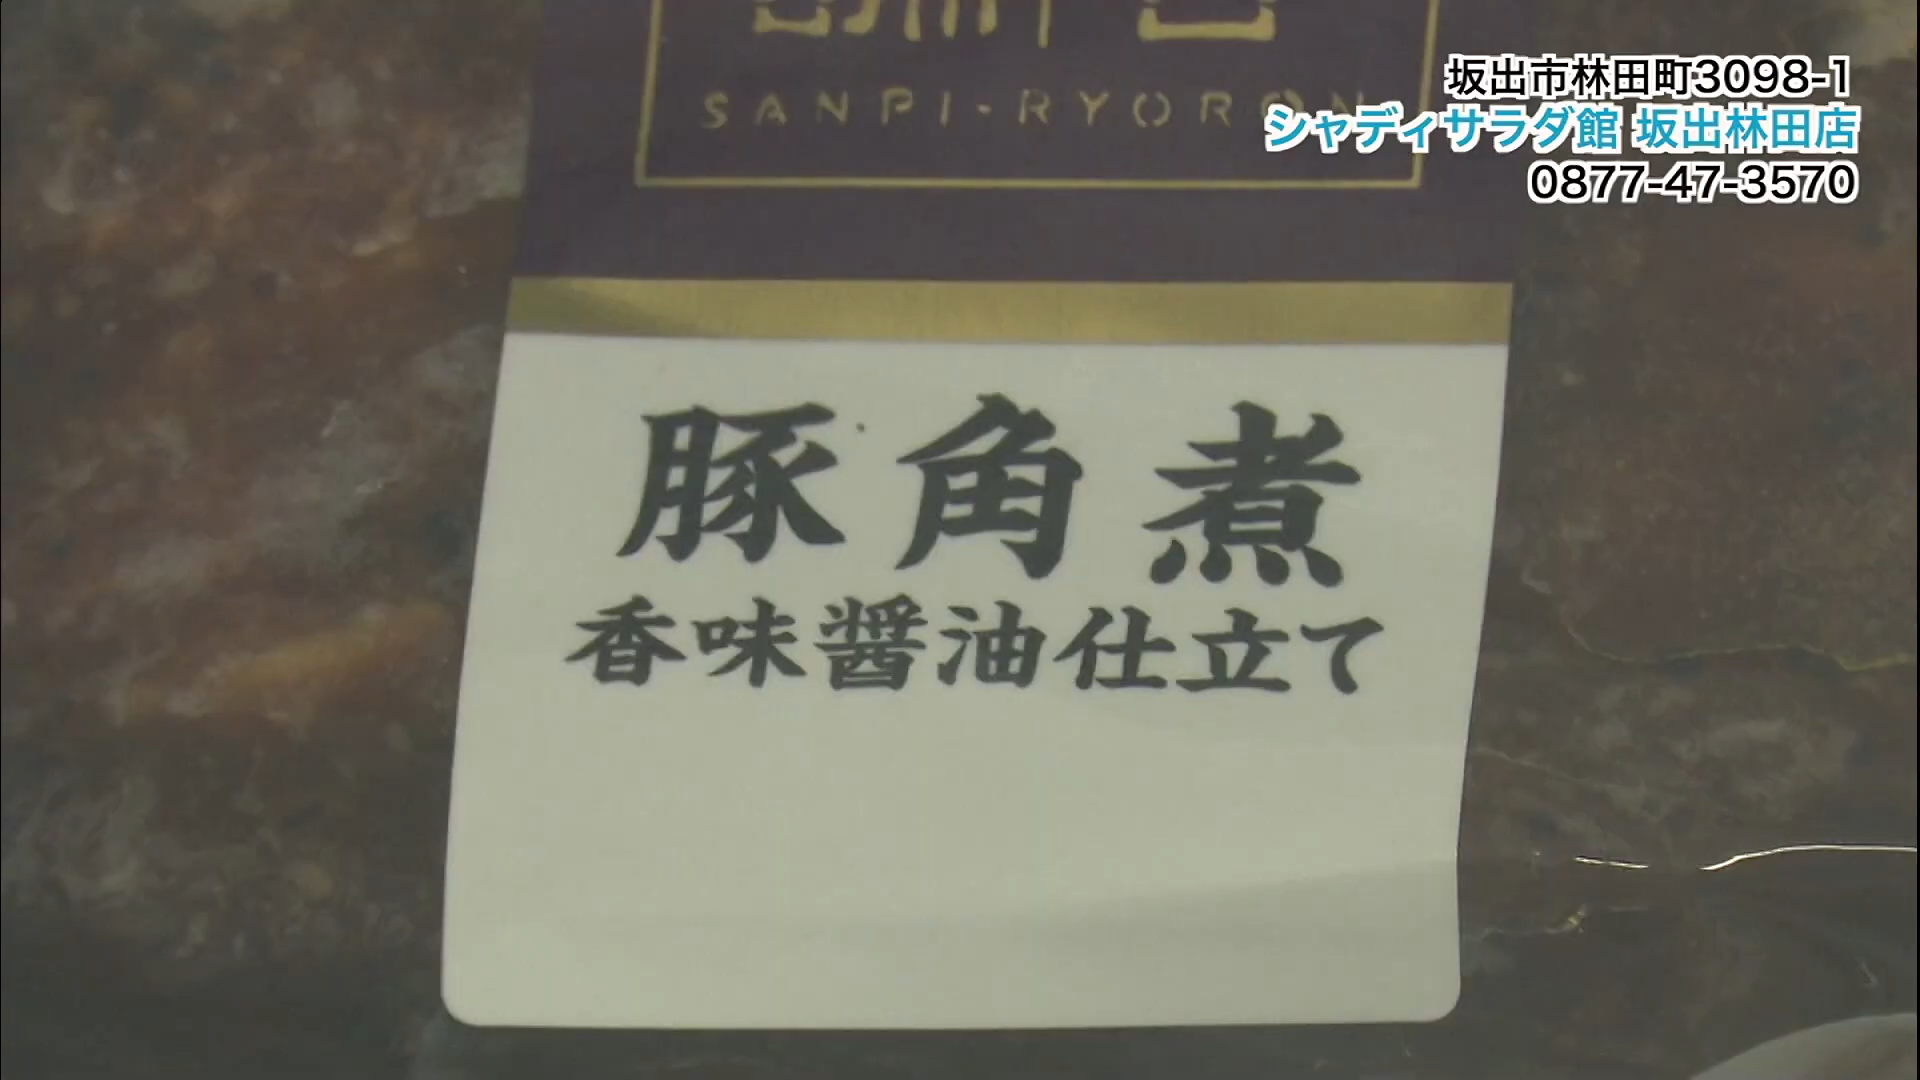 坂出市林田町3098-1
シャディサラダ館 坂出林田店
0877-47-3570
SANPI-RYORON
豚角煮
香味醤油仕立て